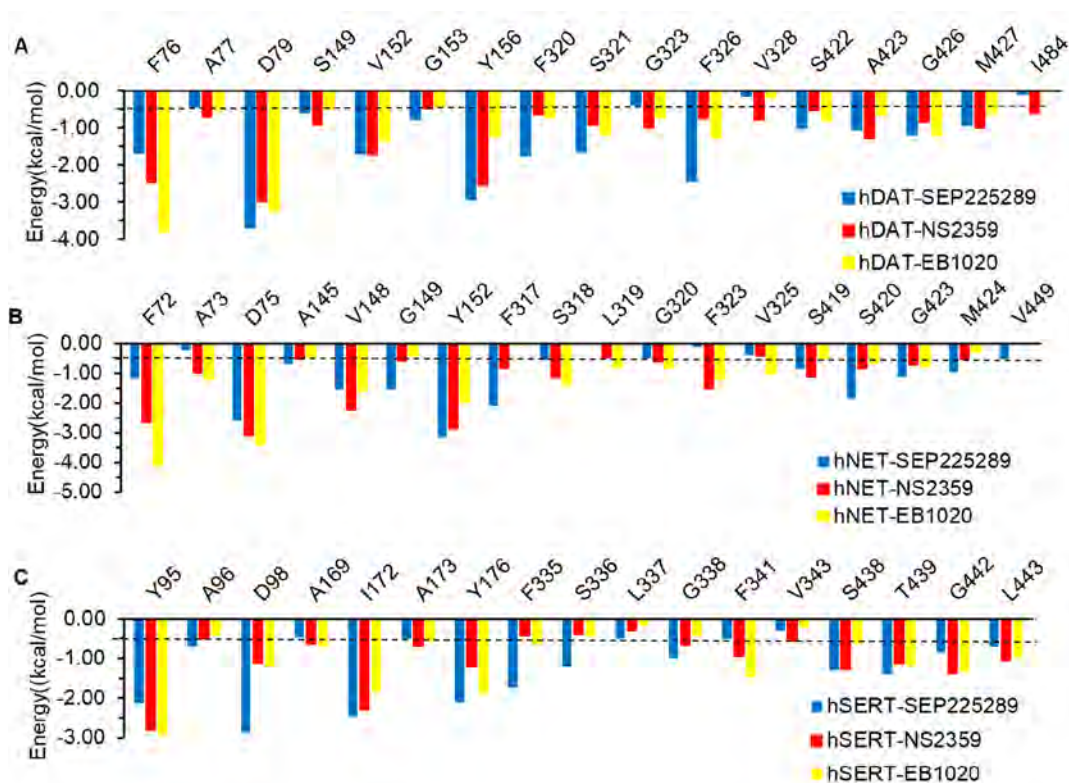 A
F76 A77 D79 S149 V152 G153 Y156 F320 S321 G323 F326 V328 S422 A423 G426 M427 I484
Energy(kcal/mol)
0.00
-1.00
-2.00
-3.00
-4.00
hDAT-SEP225289
hDAT-NS2359
hDAT-EB1020
B
F72 A73 D75 A145 V148 G149 Y152 F317 S318 L319 G320 F323 V325 S419 S420 G423 M424 V449
Energy(kcal/mol)
0.00
-1.00
-2.00
-3.00
-4.00
-5.00
hNET-SEP225289
hNET-NS2359
hNET-EB1020
C
Y95 A96 D98 A169 I172 A173 Y176 F335 S336 L337 G338 F341 V343 S438 T439 G442 L443
Energy((kcal/mol)
0.00
-1.00
-2.00
-3.00
hSERT-SEP225289
hSERT-NS2359
hSERT-EB1020